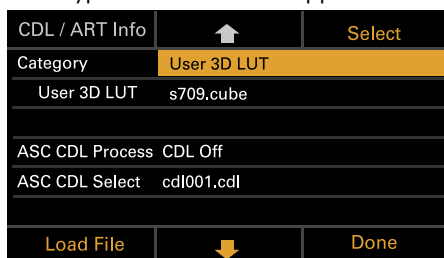 CDL / ART Info Select
Category User 3D LUT
User 3D LUT s709.cube
ASC CDL Process CDL Off
ASC CDL Select cdl001.cdl
Load File Done